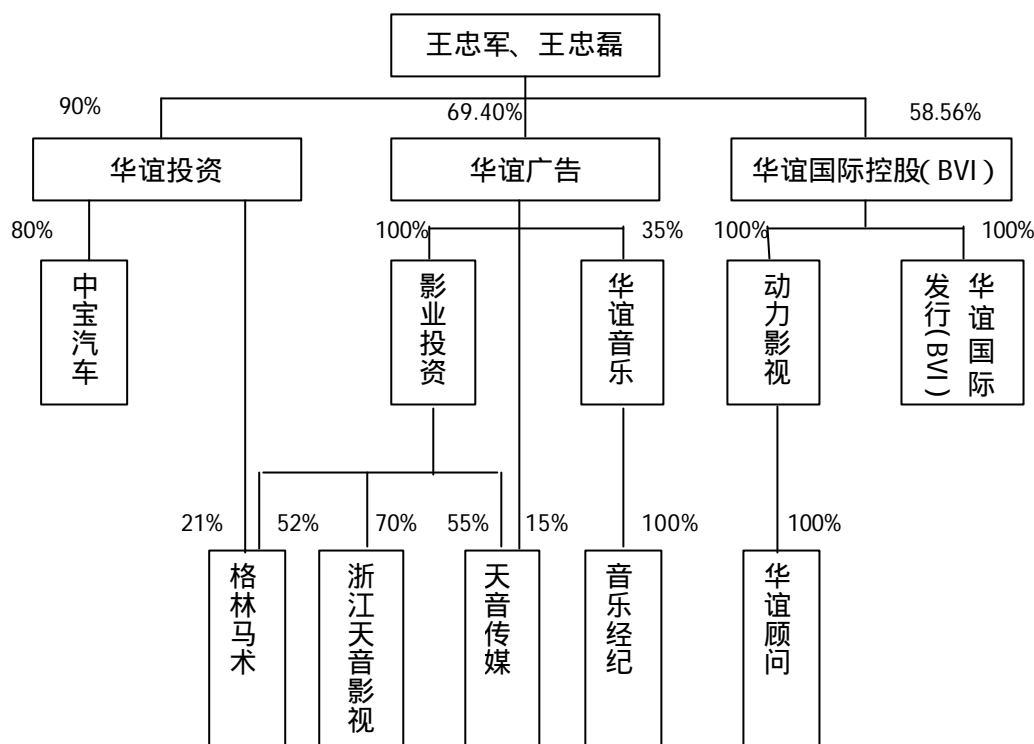 王忠军、王忠磊
90%
69.40%
58.56%
华谊投资
华谊广告
华谊国际控股(BVI)
80%
100%
35%
100%
100%
中宝汽车
影业投资
华谊音乐
动力影视
华谊国际
发行(BVI)
21%
52%
70%
55%
15%
100%
100%
格林马术
浙江天音影视
天音传媒
音乐经纪
华谊顾问